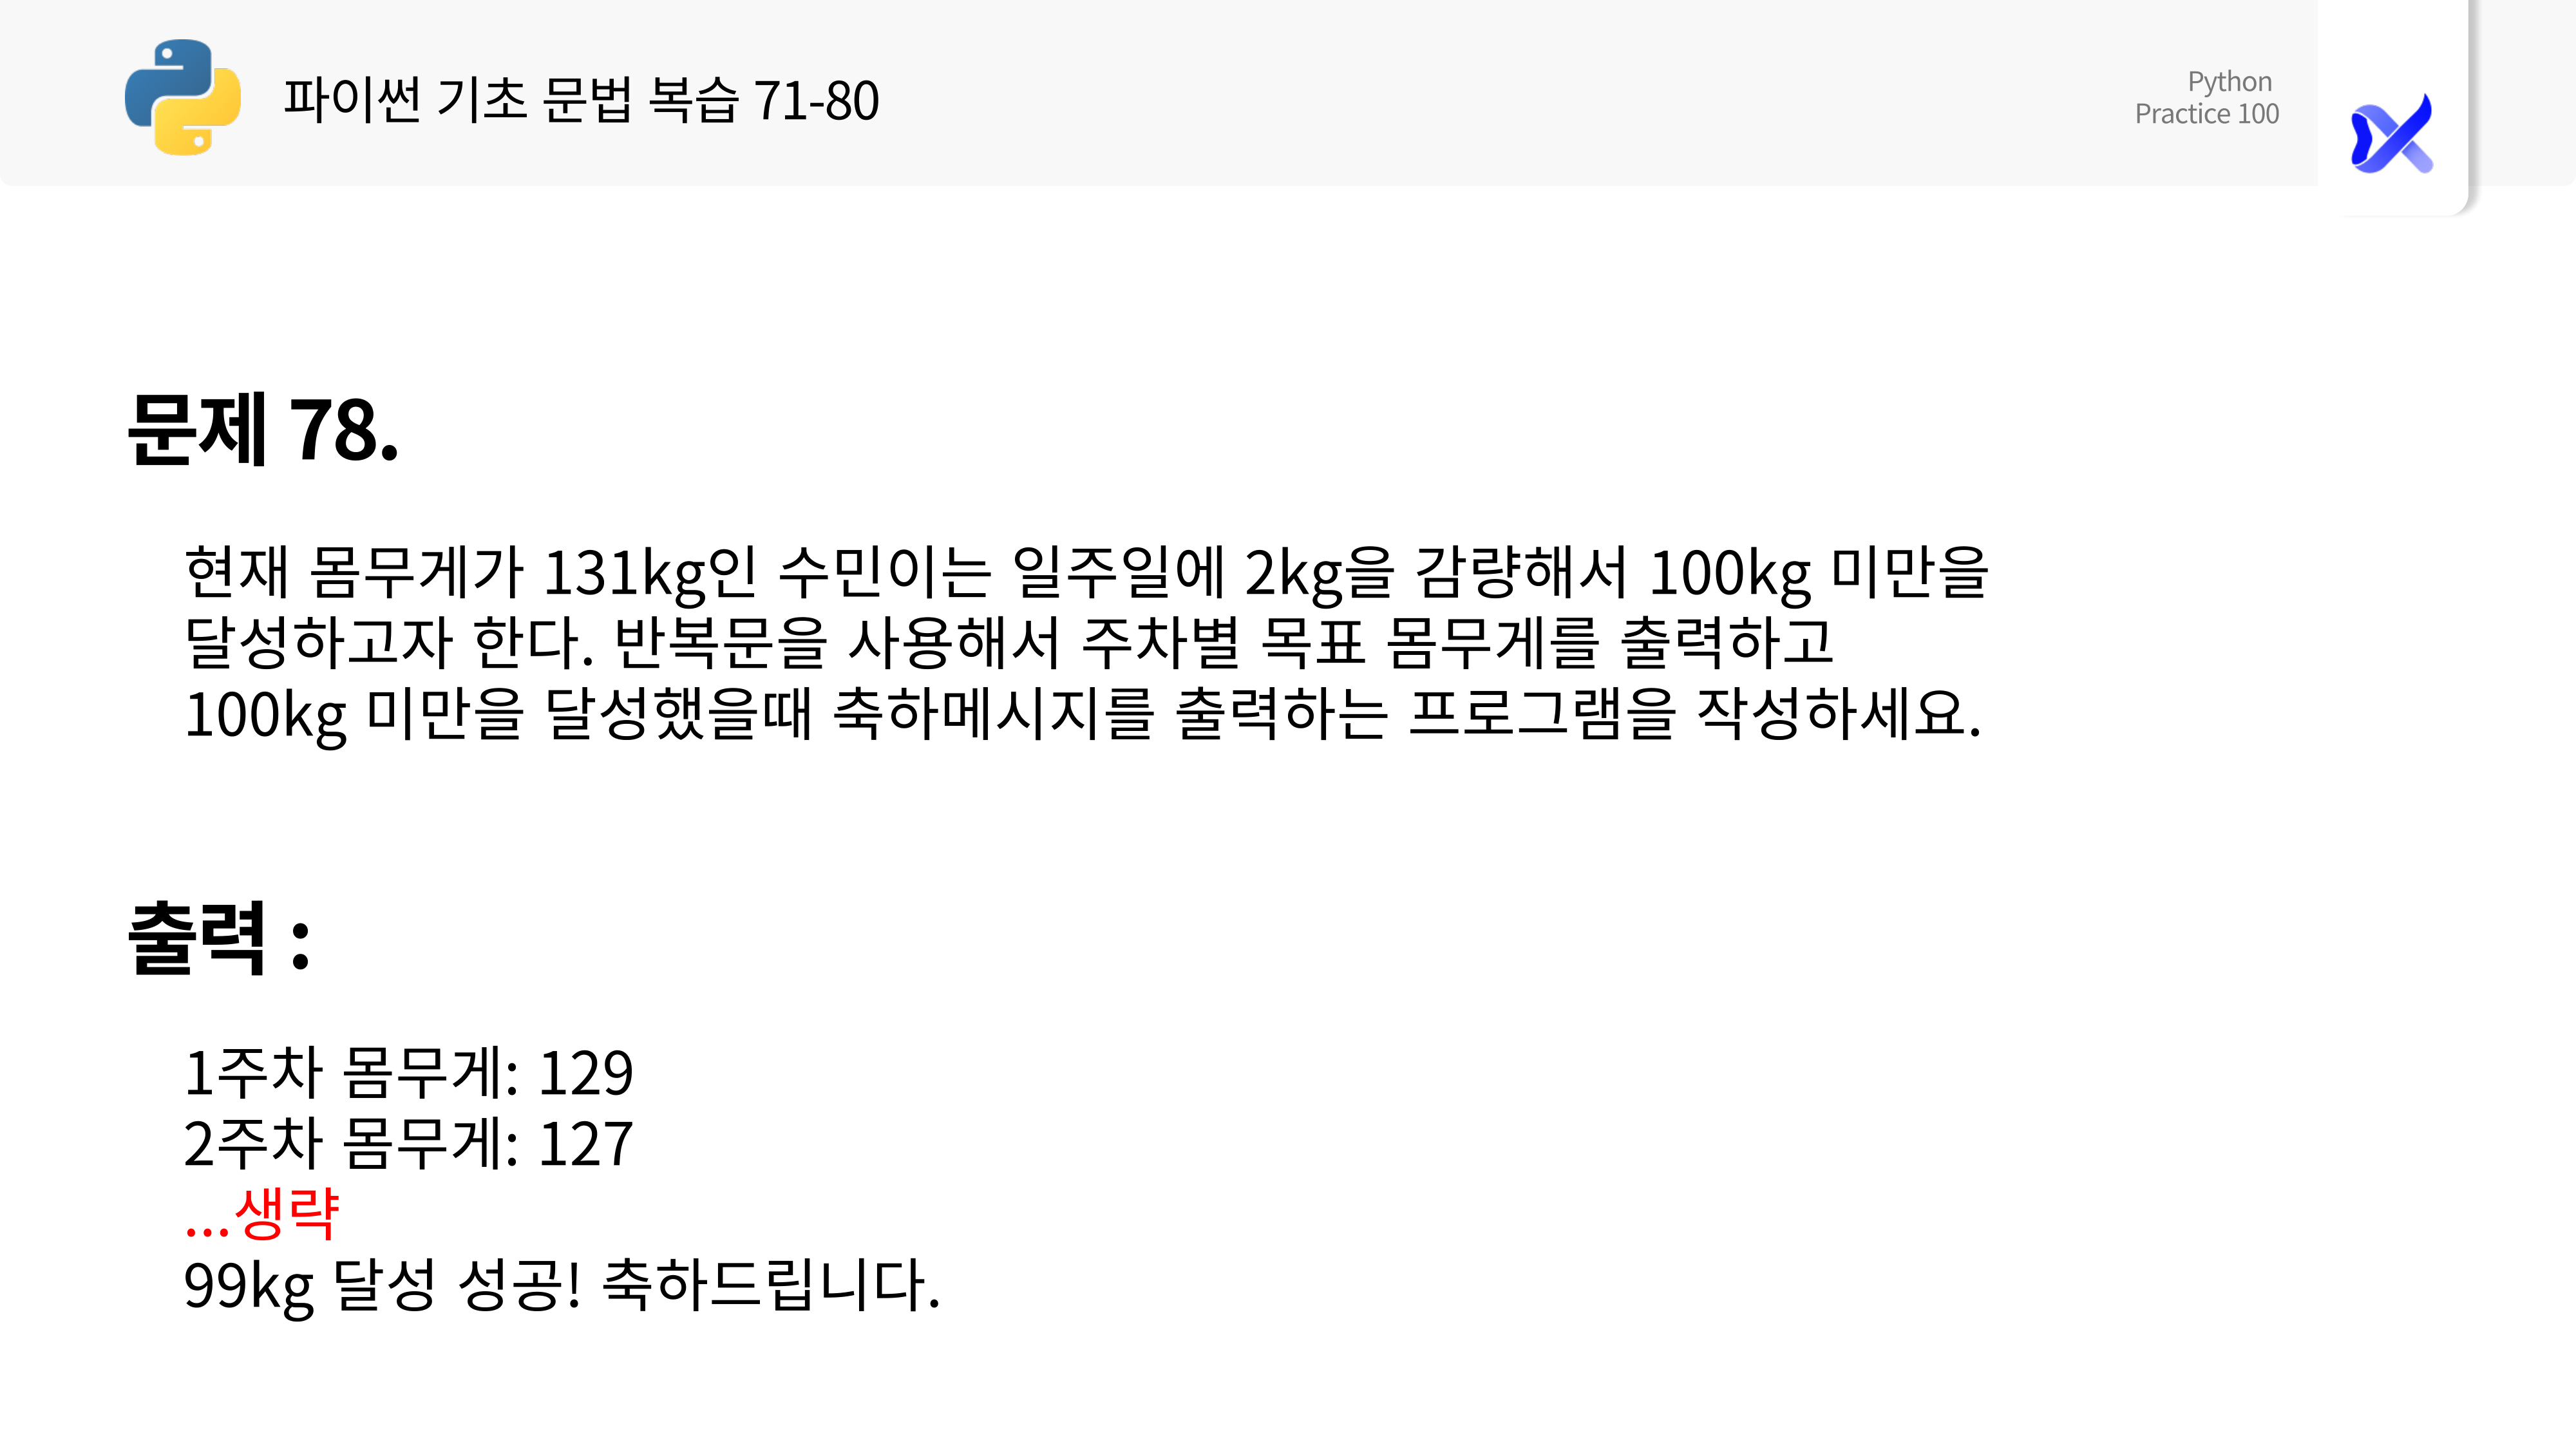 파이썬 기초 문법 복습 71-80
Python
Practice 100
문제 78.
현재 몸무게가 131kg인 수민이는 일주일에 2kg을 감량해서 100kg 미만을
달성하고자 한다. 반복문을 사용해서 주차별 목표 몸무게를 출력하고
100kg 미만을 달성했을때 축하메시지를 출력하는 프로그램을 작성하세요.
출력 :
1주차 몸무게: 129
2주차 몸무게: 127
...생략
99kg 달성 성공! 축하드립니다.